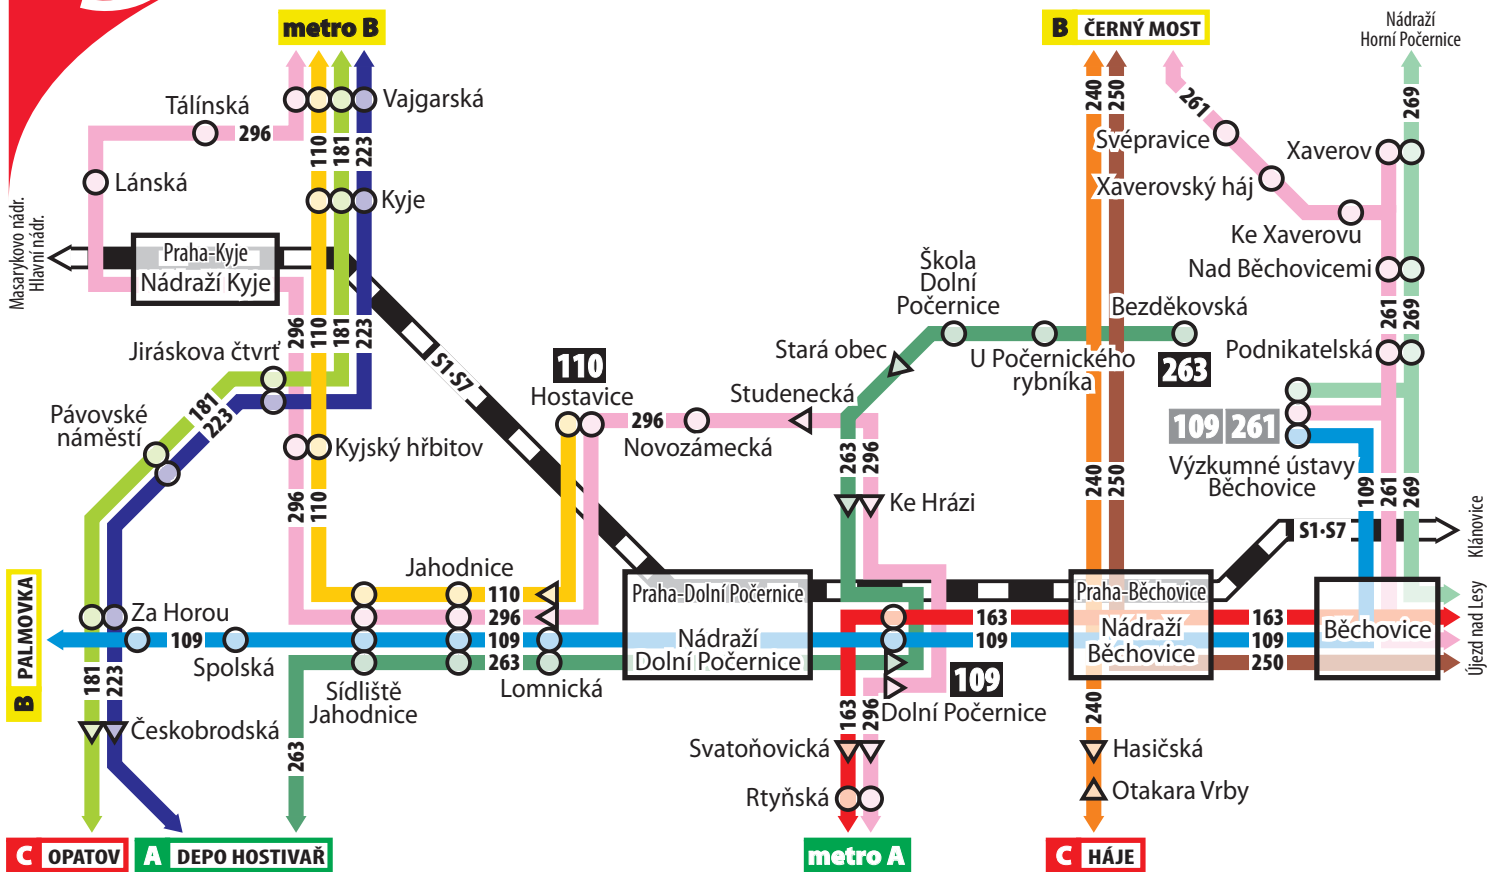 metro B
B ČERNÝ MOST
Nádraží
Horní Počernice
240
250
261
269
Tálínská
296
Vajgarská
110
181
223
Svépravice
Xaverov
Lánská
Kyje
Xaverovský háj
Ke Xaverovu
Masarykovo nádr.
Hlavní nádr.
Praha-Kyje
Nádraží Kyje
Škola
Dolní
Počernice
Nad Běchovicemi
Bezděkovská
296
110
181
223
261
269
Jiráskova čtvrť
S1·S7
Stará obec
U Počernického
rybníka
263
Podnikatelská
110
Hostavice
Studenecká
181
223
Pávovské
náměstí
296
Novozámecká
109 261
Kyjský hřbitov
263
296
240
250
Výzkumné ústavy
Běchovice
109
261
269
296
110
Ke Hrázi
S1·S7
Klánovice
Jahodnice
110
Praha-Dolní Počernice
Praha-Běchovice
Újezd nad Lesy
B PALMOVKA
Za Horou
296
163
163
109
Spolská
109
Nádraží
Dolní Počernice
109
Nádraží
Běchovice
109
Běchovice
263
250
181
223
Sídliště
Jahodnice
Lomnická
109
Dolní Počernice
163
296
240
Českobrodská
263
Svatoňovická
Hasičská
Rtyňská
Otakara Vrby
C OPATOV
A DEPO HOSTIVAŘ
metro A
C HÁJE